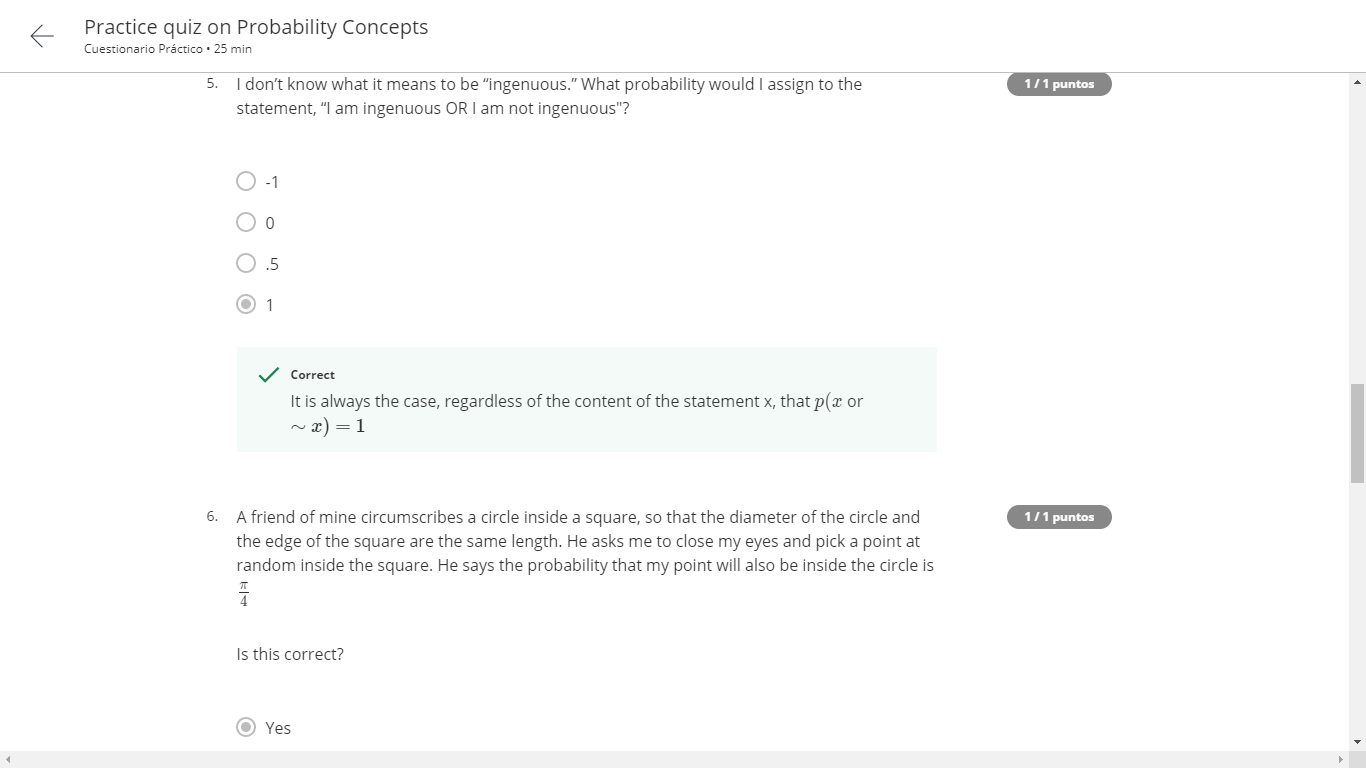 Practice quiz on Probability Concepts
Cuestionario Práctico • 25 min
5. I don’t know what it means to be “ingenuous.” What probability would I assign to the 1 / 1 puntos
statement, “I am ingenuous OR I am not ingenuous"?
-1
0
.5
1
Correct
It is always the case, regardless of the content of the statement x, that p(x or
∼ x) = 1
6. A friend of mine circumscribes a circle inside a square, so that the diameter of the circle and 1 / 1 puntos
the edge of the square are the same length. He asks me to close my eyes and pick a point at
random inside the square. He says the probability that my point will also be inside the circle is
π/4
Is this correct?
Yes